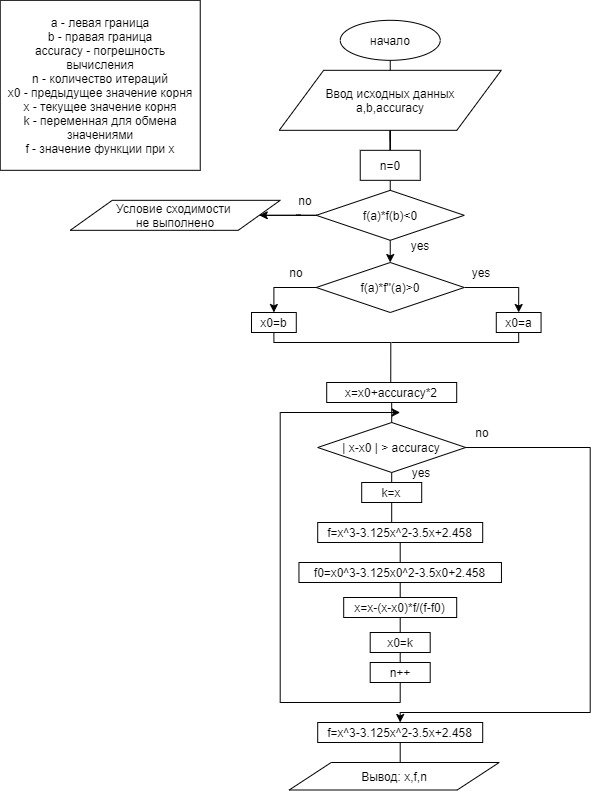 a - левая граница
b - правая граница
accuracy - погрешность
вычисления
n - количество итераций
x0 - предыдущее значение корня
x - текущее значение корня
k - переменная для обмена
значениями
f - значение функции при x
начало
Ввод исходных данных
a,b,accuracy
n=0
f(a)*f(b)<0
no
Условие сходимости
не выполнено
yes
f(a)*f"(a)>0
no
yes
x0=b
x0=a
x=x0+accuracy*2
| x-x0 | > accuracy
no
yes
k=x
f=x^3-3.125x^2-3.5x+2.458
f0=x0^3-3.125x0^2-3.5x0+2.458
x=x-(x-x0)*f/(f-f0)
x0=k
n++
f=x^3-3.125x^2-3.5x+2.458
Вывод: x,f,n